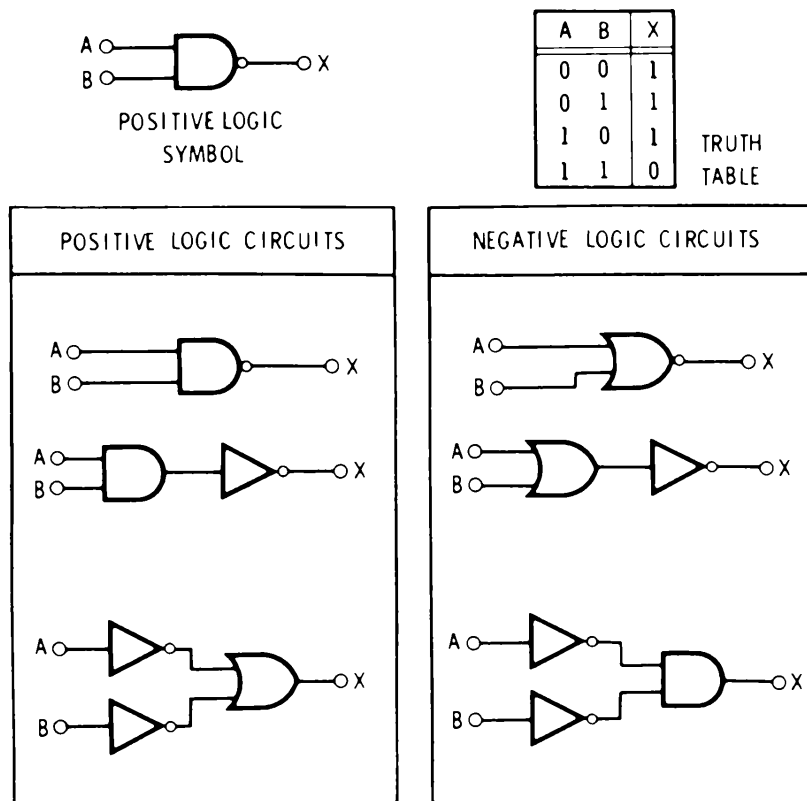 A
B
X
POSITIVE LOGIC
SYMBOL
A B X
0 0 1
0 1 1
1 0 1
1 1 0
TRUTH
TABLE
POSITIVE LOGIC CIRCUITS
A
B
X
A
B
X
A
B
X
NEGATIVE LOGIC CIRCUITS
A
B
X
A
B
X
A
B
X